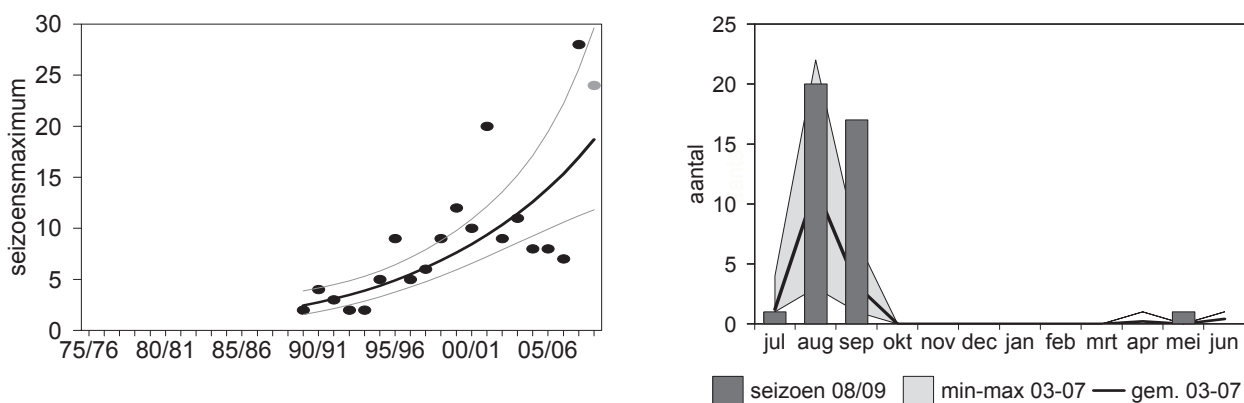 seizoensmaximum
30
25
20
15
10
5
0
75/76 80/81 85/86 90/91 95/96 00/01 05/06
aantal
25
20
15
10
5
0
jul aug sep okt nov dec jan feb mrt apr mei jun
seizoen 08/09 min-max 03-07 gem. 03-07